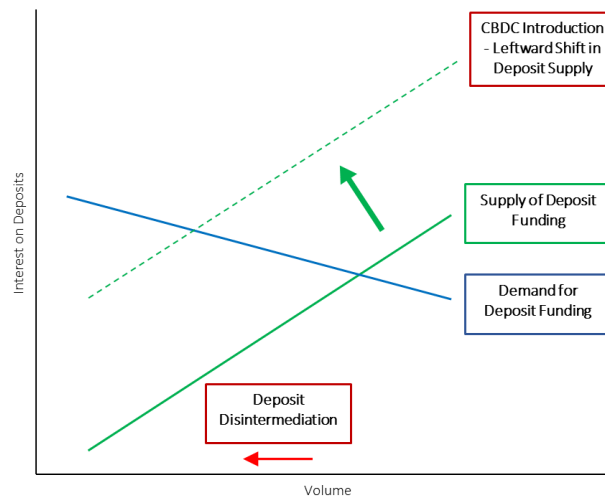 CBDC Introduction
- Leftward Shift in
Deposit Supply
Interest on Deposits
Supply of Deposit
Funding
Demand for
Deposit Funding
Deposit
Disintermediation
Volume